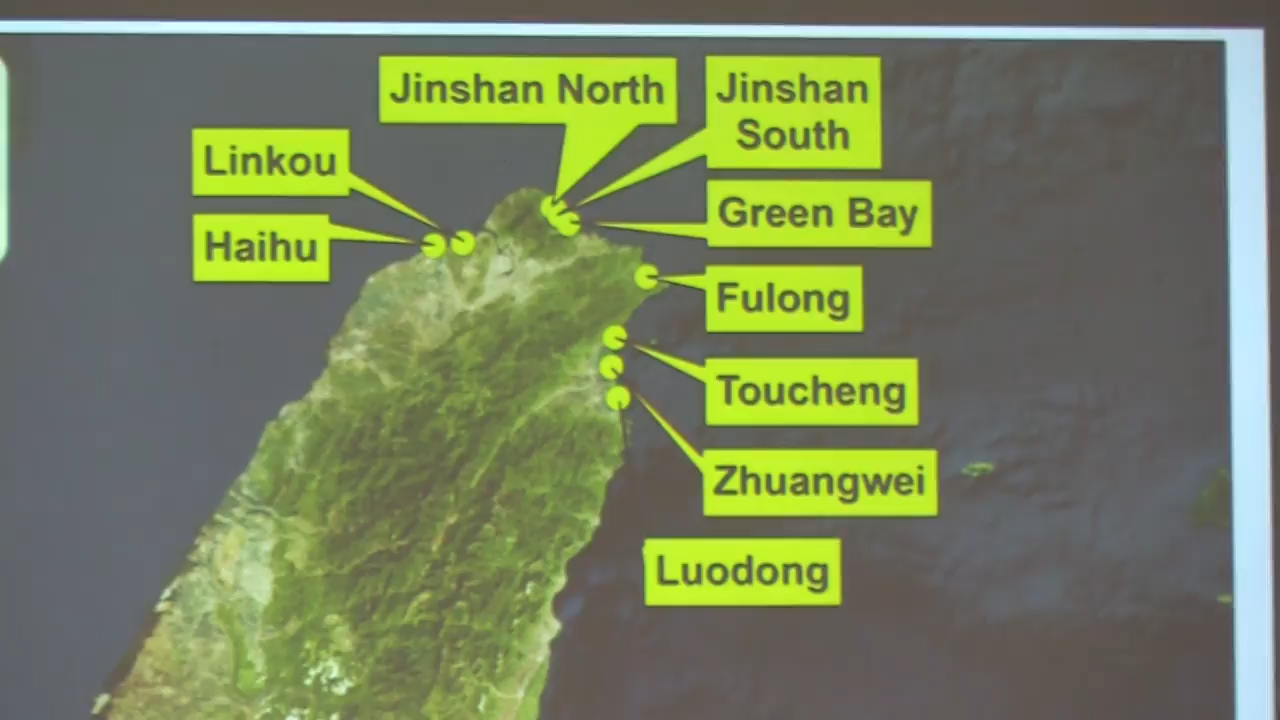 Jinshan North
Jinshan
South
Linkou
Green Bay
Haihu
Fulong
Toucheng
Zhuangwei
Luodong